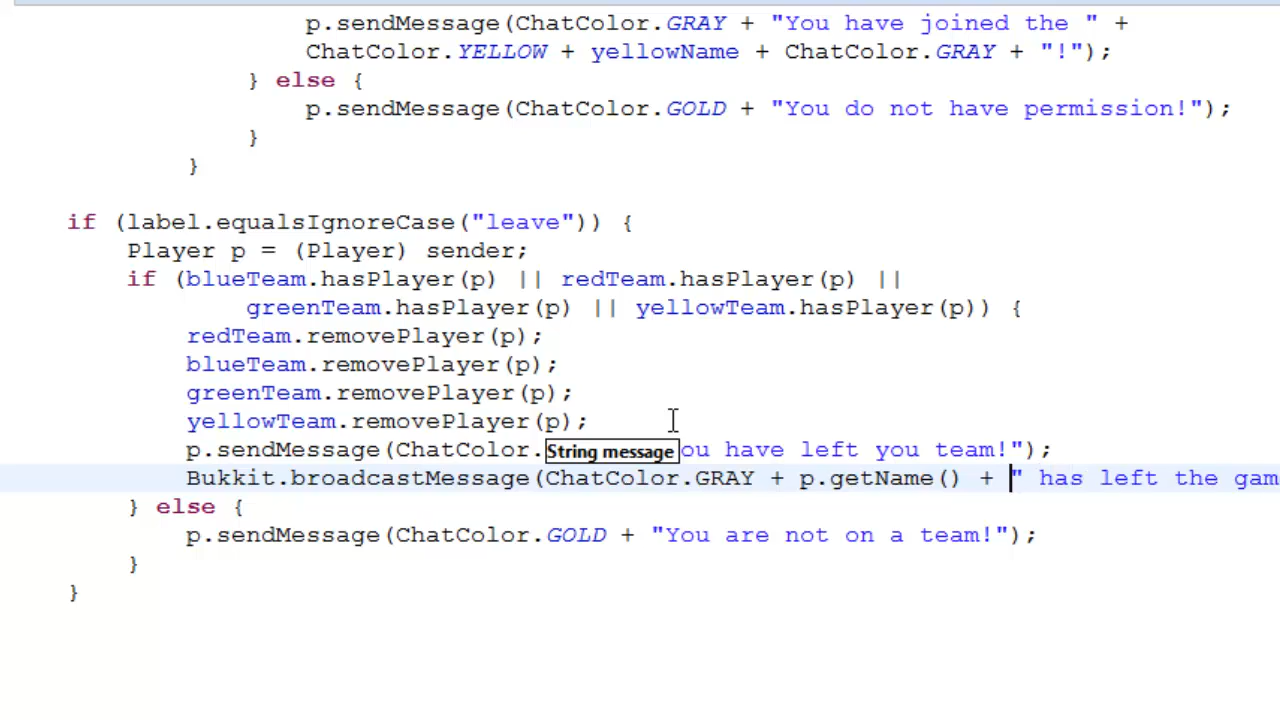 p.sendMessage(ChatColor.GRAY + "You have joined the " +
ChatColor.YELLOW + yellowName + ChatColor.GRAY + "!");
} else {
p.sendMessage(ChatColor.GOLD + "You do not have permission!");
}
}
if (label.equalsIgnoreCase("leave")) {
Player p = (Player) sender;
if (blueTeam.hasPlayer(p) || redTeam.hasPlayer(p) ||
greenTeam.hasPlayer(p) || yellowTeam.hasPlayer(p)) {
redTeam.removePlayer(p);
blueTeam.removePlayer(p);
greenTeam.removePlayer(p);
yellowTeam.removePlayer(p);
p.sendMessage(ChatColor. String message ou have left you team!");
Bukkit.broadcastMessage(ChatColor.GRAY + p.getName() + " has left the gam
} else {
p.sendMessage(ChatColor.GOLD + "You are not on a team!");
}
}